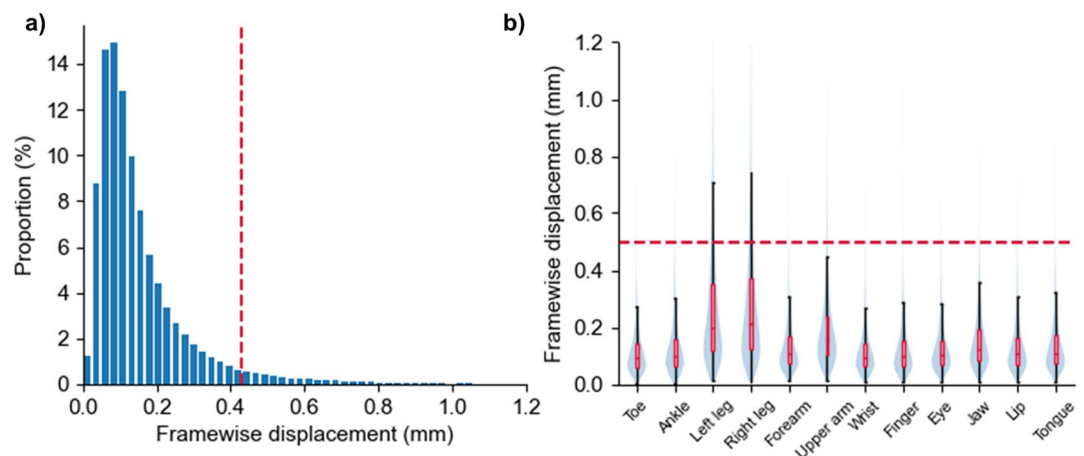 a)
Proportion (%)
14
12
10
8
6
4
2
0
0.0 0.2 0.4 0.6 0.8 1.0 1.2
Framewise displacement (mm)
b)
Framewise displacement (mm)
1.2
1.0
0.8
0.6
0.4
0.2
0.0
Toe Ankle Left leg Right leg Forearm Upper arm Wrist Finger Eye Jaw Lip Tongue